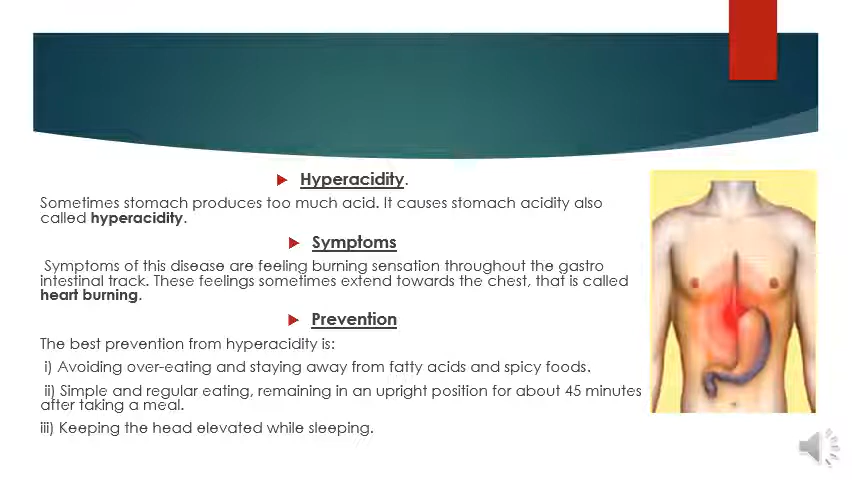 Hyperacidity.
Sometimes stomach produces too much acid. It causes stomach acidity also
called hyperacidity.
Symptoms
Symptoms of this disease are feeling burning sensation throughout the gastro
intestinal track. These feelings sometimes extend towards the chest, that is called
heart burning.
Prevention
The best prevention from hyperacidity is:
i) Avoiding over-eating and staying away from fatty acids and spicy foods.
ii) Simple and regular eating, remaining in an upright position for about 45 minutes
after taking a meal.
iii) Keeping the head elevated while sleeping.